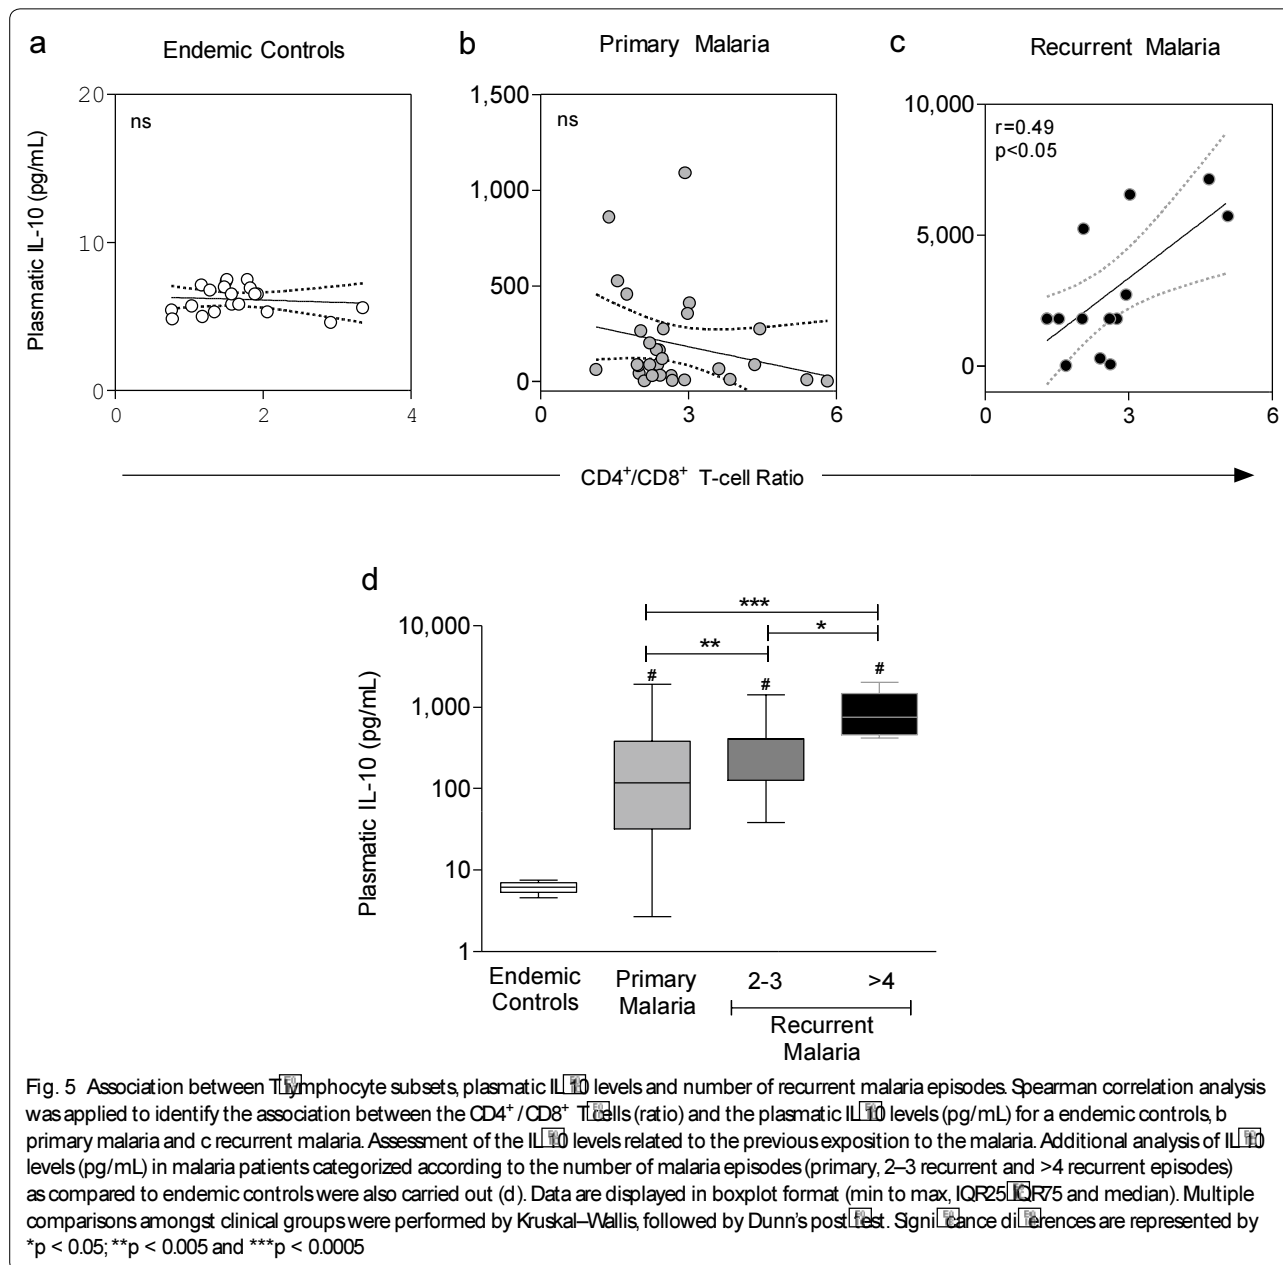 a
Endemic Controls
b
Primary Malaria
c
Recurrent Malaria
Plasmatic IL-10 (pg/mL)
20
10
0
ns
0 2 4
1,500
1,000
500
0
ns
0 3 6
10,000
5,000
0
r=0.49
p<0.05
0 3 6
CD4+/CD8+ T-cell Ratio
d
Plasmatic IL-10 (pg/mL)
10,000
1,000
100
10
1
***
**
*
# # #
Endemic Controls
Primary Malaria
2-3 >4
Recurrent Malaria
Fig. 5 Association between T lymphocyte subsets, plasmatic IL 10 levels and number of recurrent malaria episodes. Spearman correlation analysis
was applied to identify the association between the CD4+ / CD8+ T cells (ratio) and the plasmatic IL 10 levels (pg/mL) for a endemic controls, b
primary malaria and c recurrent malaria. Assessment of the IL 10 levels related to the previous exposition to the malaria. Additional analysis of IL 10
levels (pg/mL) in malaria patients categorized according to the number of malaria episodes (primary, 2–3 recurrent and >4 recurrent episodes)
as compared to endemic controls were also carried out (d). Data are displayed in boxplot format (min to max, IQR25 IQR75 and median). Multiple
comparisons amongst clinical groups were performed by Kruskal–Wallis, followed by Dunn's post test. Signi cance di erences are represented by
*p < 0.05; **p < 0.005 and ***p < 0.0005